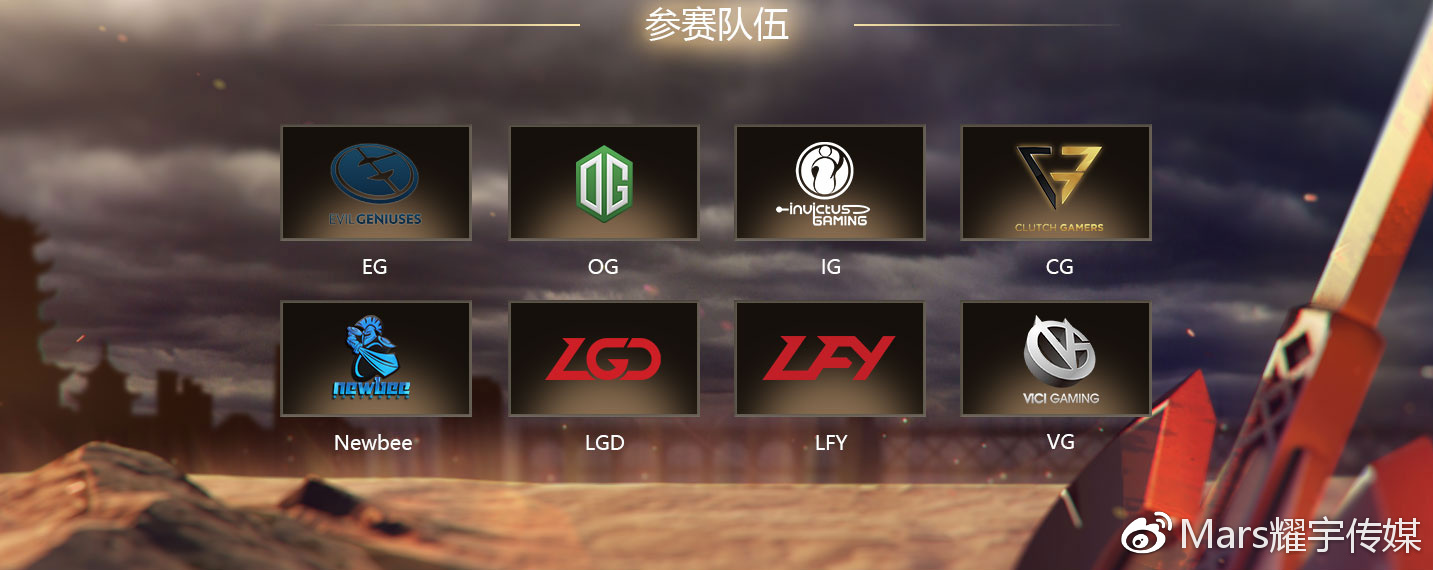 参赛队伍
EVIL GENIUSES
OG
INVICTUS
GAMING
CLUTCH GAMERS
EG
OG
IG
CG
newbee
LGD
LFY
VG
VICI GAMING
Newbee
LGD
LFY
VG
Mars耀宇传媒